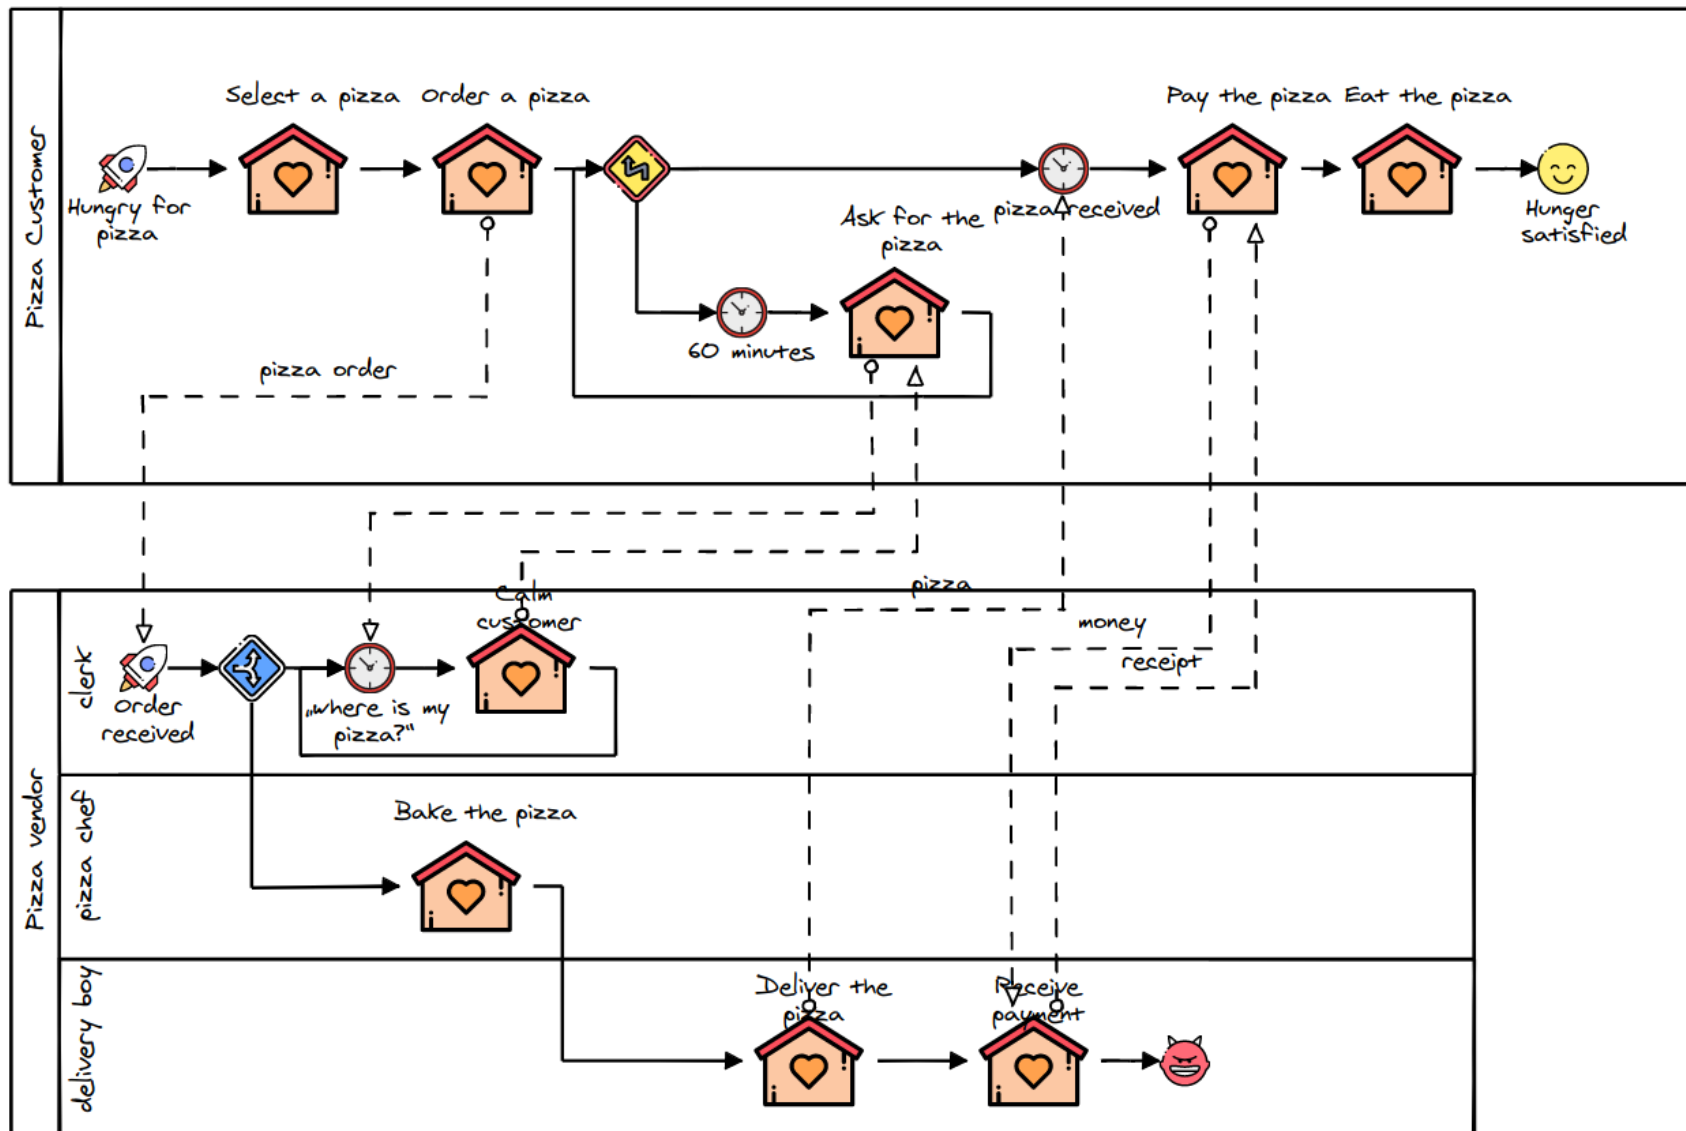 Pizza Customer
Select a pizza
Order a pizza
Pay the pizza
Eat the pizza
Hungry for
pizza
Ask for the
pizza
pizza received
Hunger
satisfied
60 minutes
pizza order
Pizza vendor
clerk
Calm
customer
pizza
money
receipt
Order
received
„where is my
pizza?“
pizza chef
Bake the pizza
delivery boy
Deliver the
pizza
Receive
payment